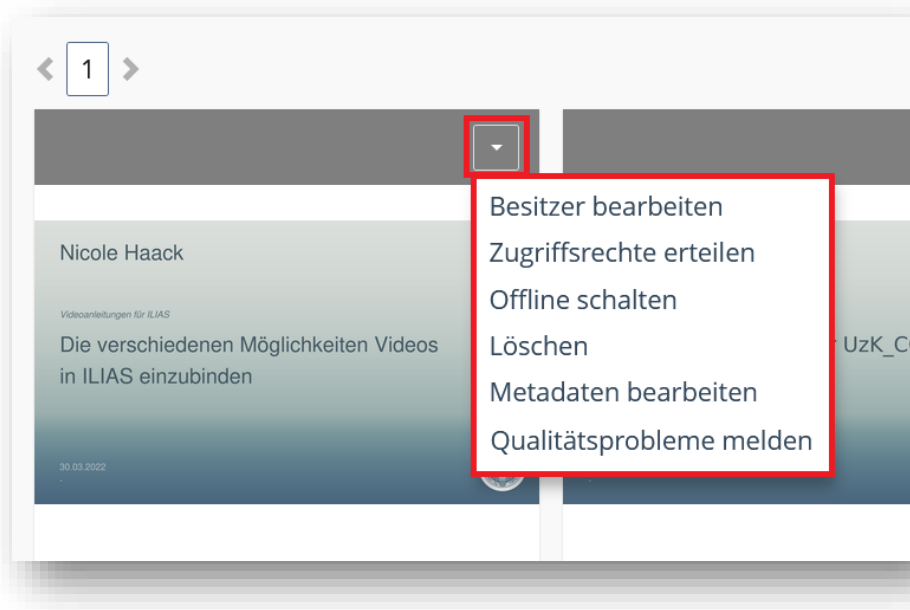 1
Besitzer bearbeiten
Zugriffsrechte erteilen
Offline schalten
Löschen
Metadaten bearbeiten
Qualitätsprobleme melden
Nicole Haack
Videoanleitungen für ILIAS
Die verschiedenen Möglichkeiten Videos
in ILIAS einzubinden
30.03.2022
UzK_C